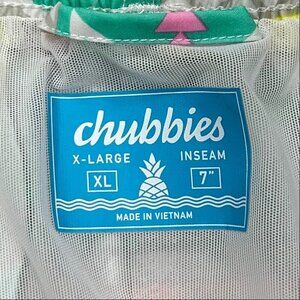 chubbies
X-LARGE INSEAM
XL 7"
MADE IN VIETNAM